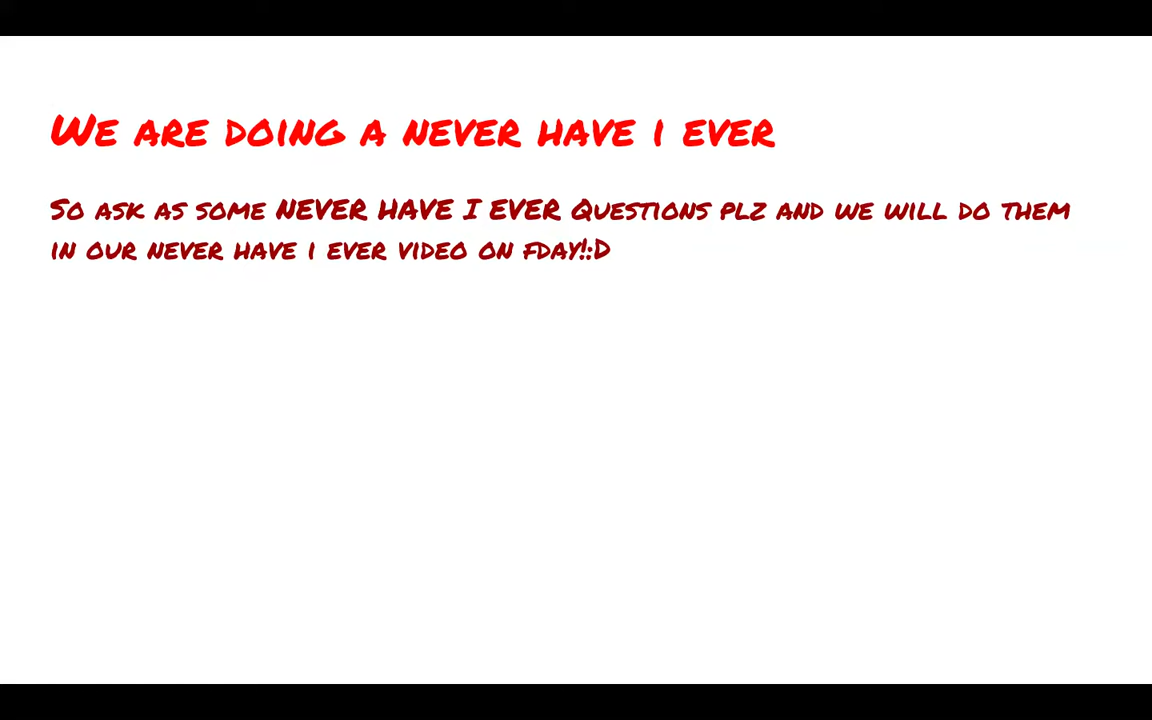 We are doing a never have i ever
So ask as some NEVER HAVE I EVER Questions plz and we will do them
in our never have i ever video on fday!:D